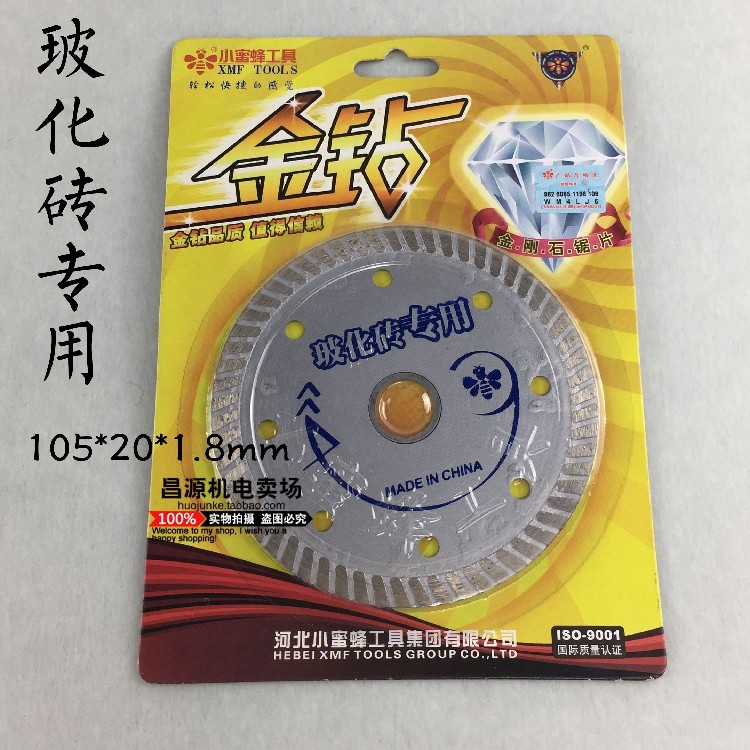 玻化砖专用
小蜜蜂工具
XMF TOOLS
轻松快捷的感觉
金钻
金钻品质 值得信赖
862 6085 1198 106
WM4LJ6
金.刚.石.锯.片
玻化砖专用
MADE IN CHINA
105*20*1.8mm
昌源机电卖场
huojunke.taobao.com
100% 实物拍摄 盗图必究
Welcome to my shop, I wish you a
happy shopping!
河北小蜜蜂工具集团有限公司
HEBEI XMF TOOLS GROUP CO.,LTD
ISO-9001
国际质量认证